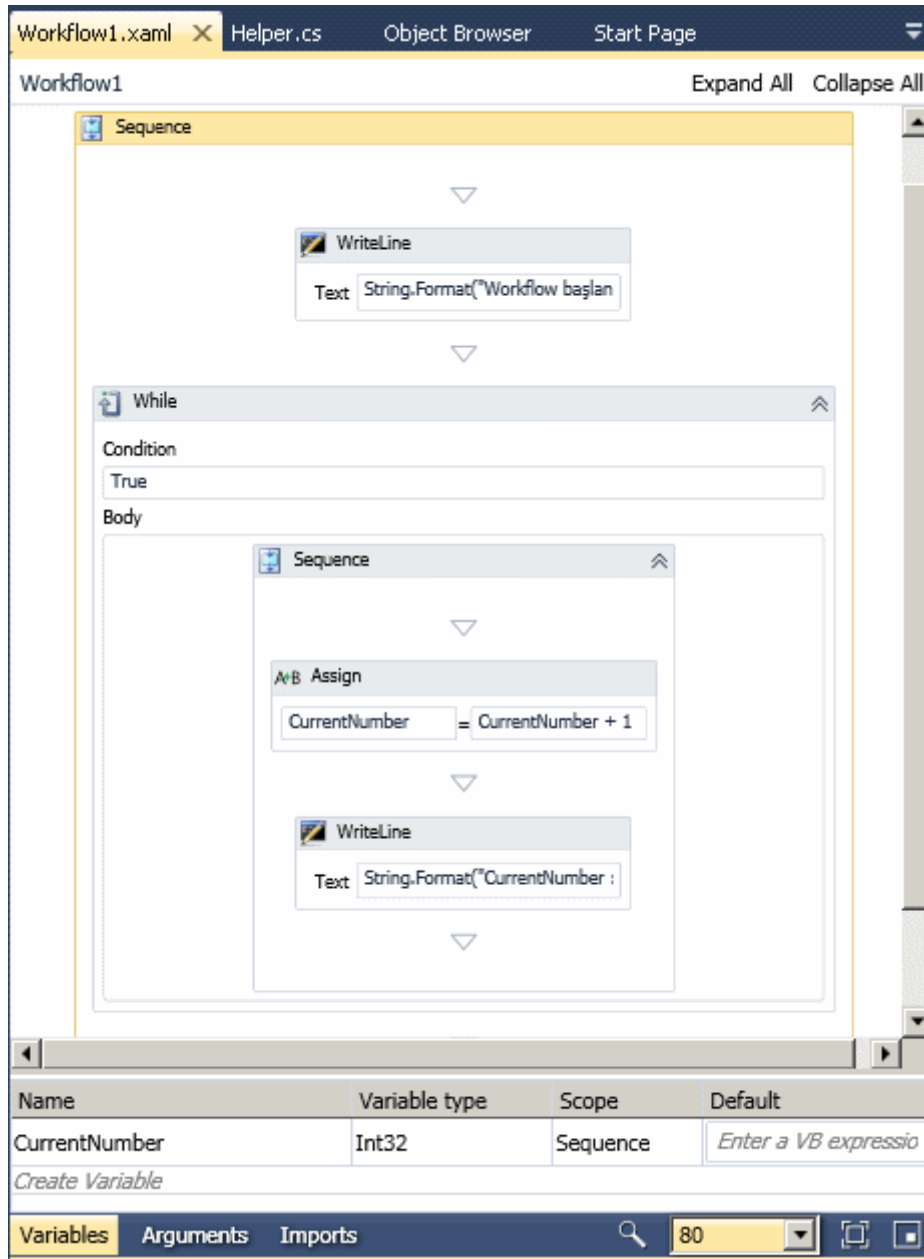 Workflow1.xaml Helper.cs Object Browser Start Page
Workflow1 Expand All Collapse All
Sequence
WriteLine
Text String.Format("Workflow başlan
While
Condition
True
Body
Sequence
A+B Assign
CurrentNumber = CurrentNumber + 1
WriteLine
Text String.Format("CurrentNumber :
Name Variable type Scope Default
CurrentNumber Int32 Sequence Enter a VB expressio
Create Variable
Variables Arguments Imports 80